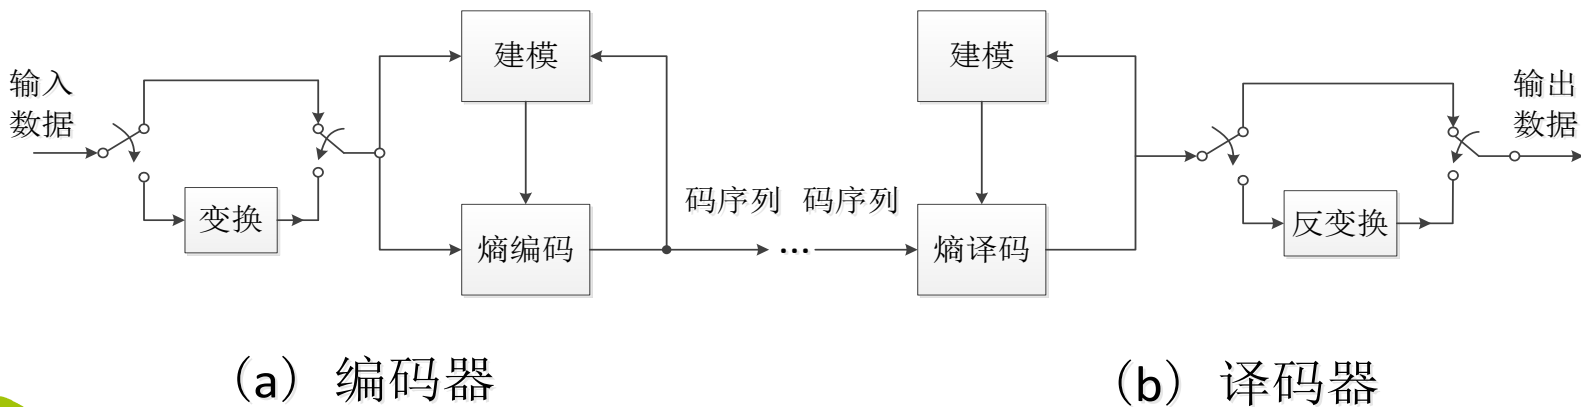 输入
数据
变换
建模
熵编码
码序列
…
码序列
建模
熵译码
反变换
输出
数据
（a）编码器
（b）译码器